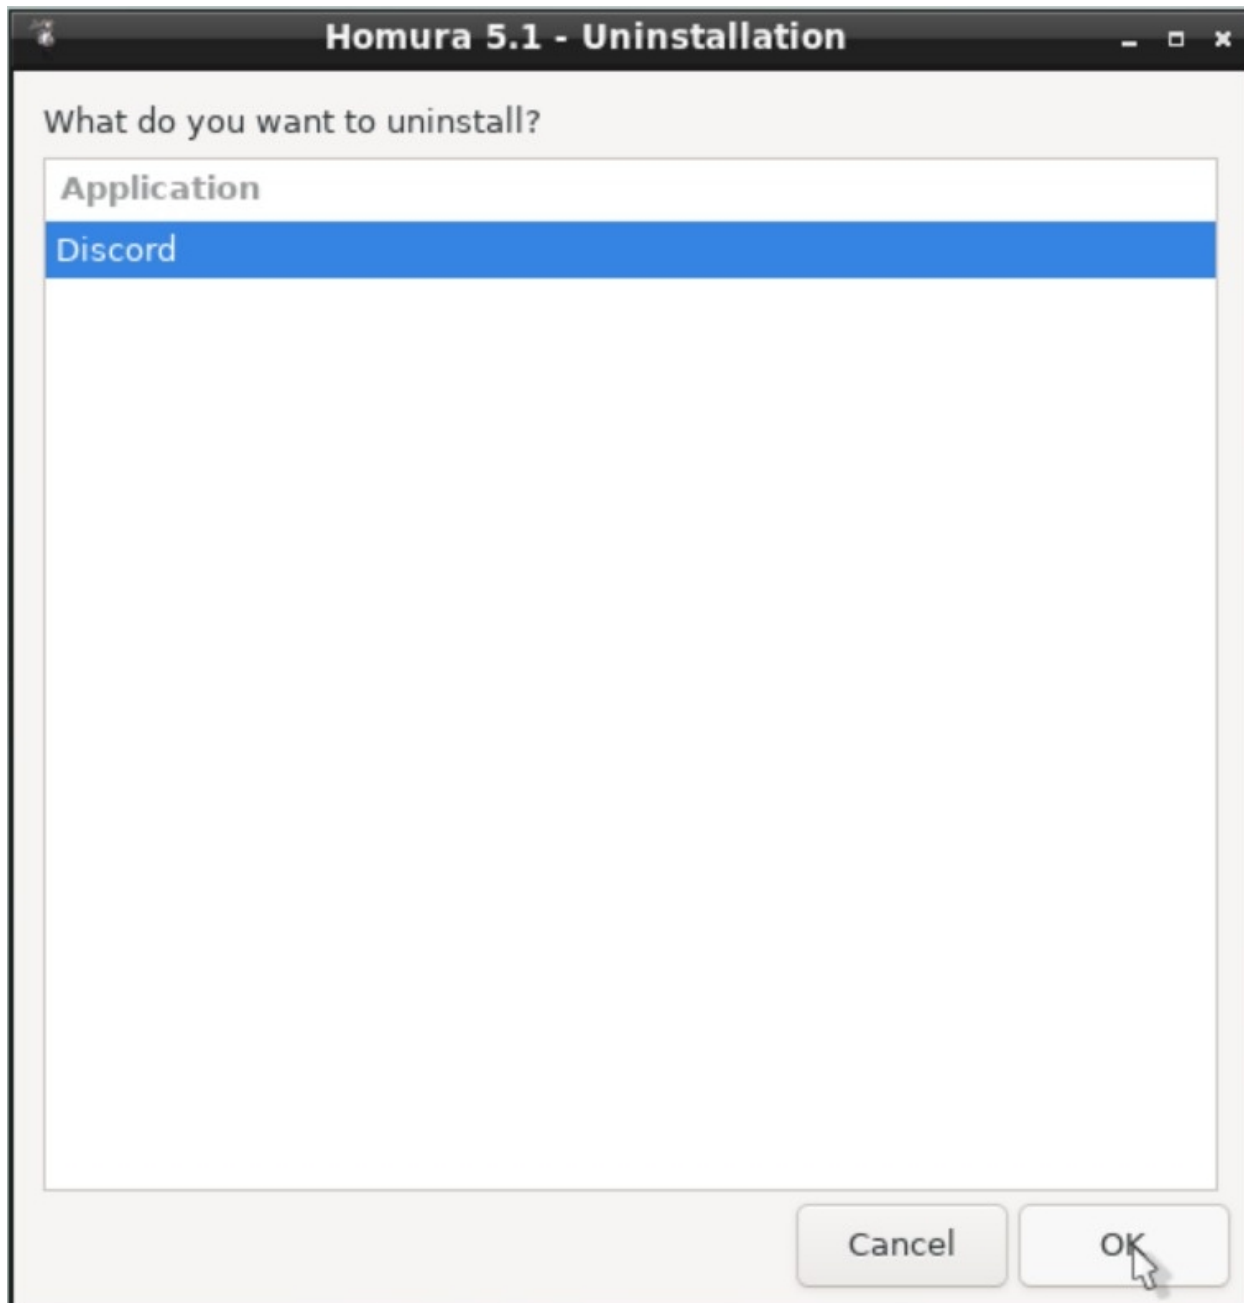 Homura 5.1 - Uninstallation
What do you want to uninstall?
Application
Discord
Cancel
OK